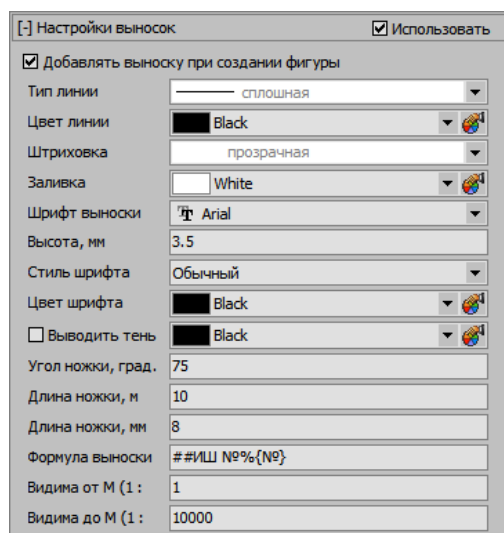 [-] Настройки выносок Использовать
Добавлять выноску при создании фигуры
Тип линии сплошная
Цвет линии Black
Штриховка прозрачная
Заливка White
Шрифт выноски Arial
Высота, мм 3.5
Стиль шрифта Обычный
Цвет шрифта Black
Выводить тень Black
Угол ножки, град. 75
Длина ножки, м 10
Длина ножки, мм 8
Формула выноски ##ИШ №%{№}
Видима от М (1 : 1
Видима до М (1 : 10000